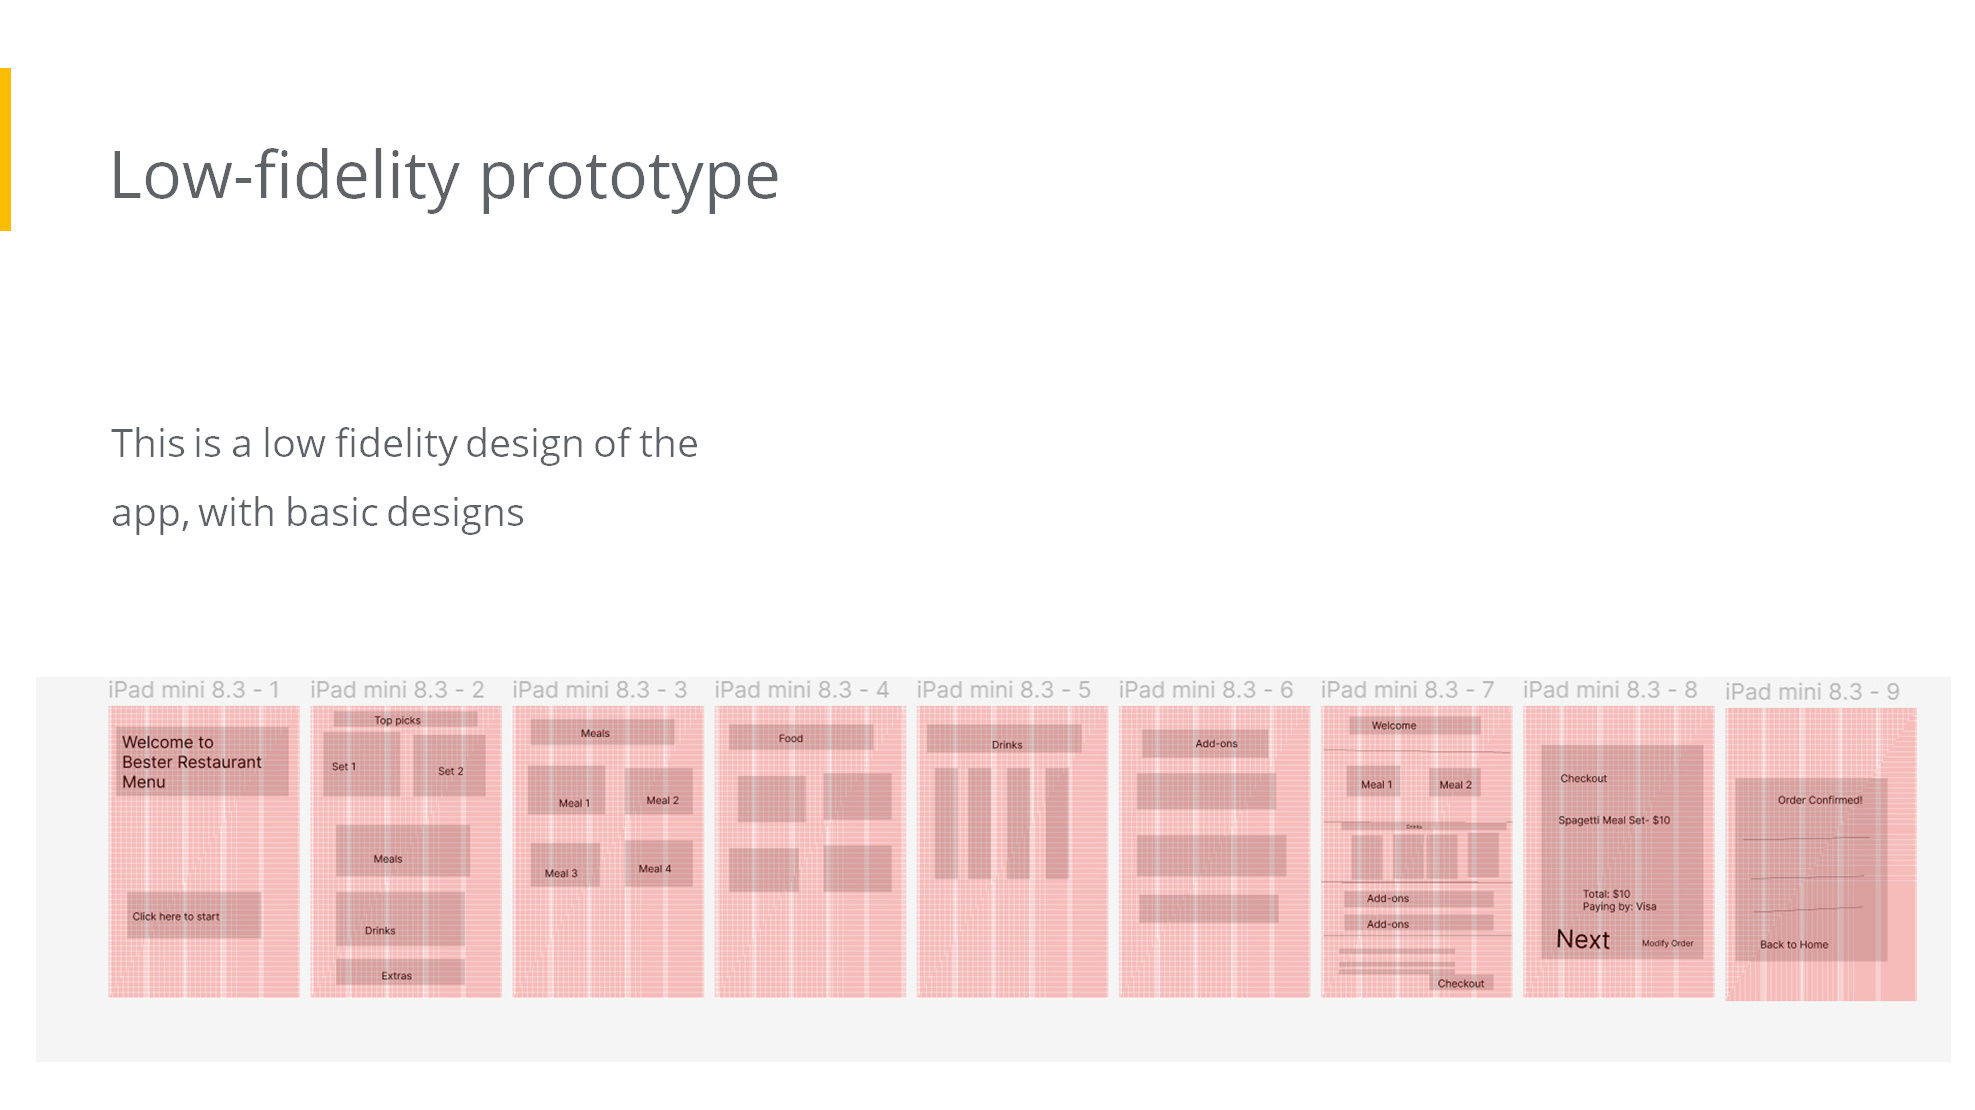 Low-fidelity prototype
This is a low fidelity design of the
app, with basic designs
iPad mini 8.3 - 1
Welcome to
Bester Restaurant
Menu
Click here to start
iPad mini 8.3 - 2
Top picks
Set 1
Set 2
Meals
Drinks
Extras
iPad mini 8.3 - 3
Meals
Meal 1
Meal 2
Meal 3
Meal 4
iPad mini 8.3 - 4
Food
iPad mini 8.3 - 5
Drinks
iPad mini 8.3 - 6
Add-ons
iPad mini 8.3 - 7
Welcome
Meal 1
Meal 2
Drinks
Add-ons
Add-ons
Checkout
iPad mini 8.3 - 8
Checkout
Spagetti Meal Set- $10
Total: $10
Paying by: Visa
Next
Modify Order
iPad mini 8.3 - 9
Order Confirmed!
Back to Home